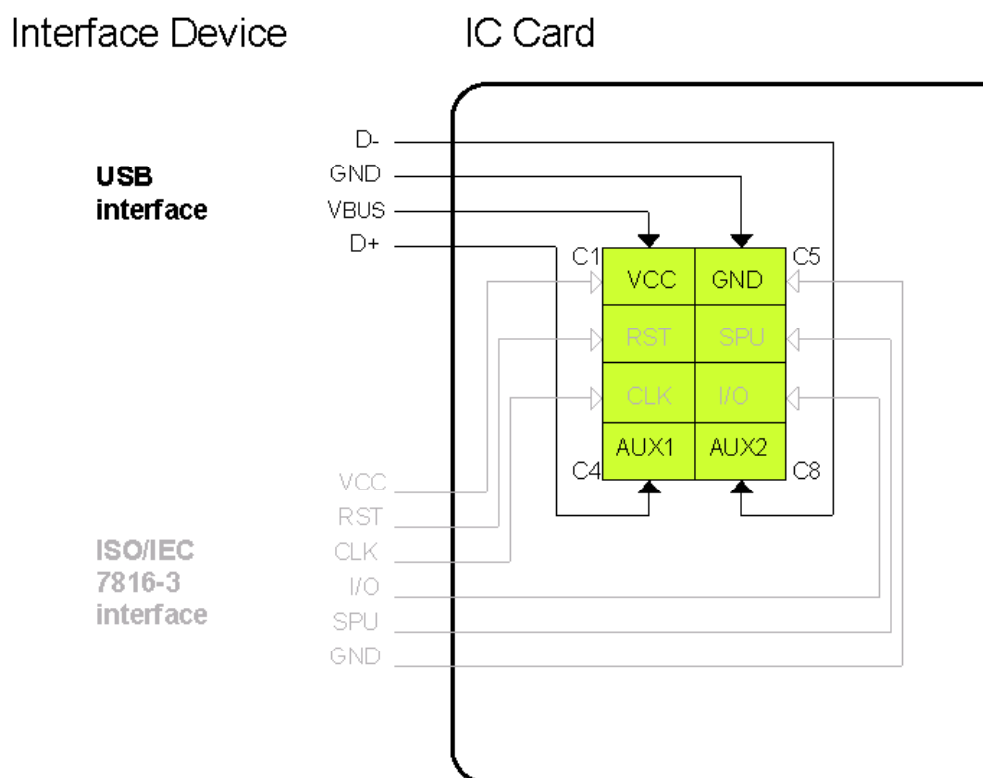 Interface Device
IC Card
USB
interface
D-
GND
VBUS
D+
C1
C5
VCC
GND
RST
SPU
CLK
I/O
AUX1
AUX2
C4
C8
ISO/IEC
7816-3
interface
VCC
RST
CLK
I/O
SPU
GND